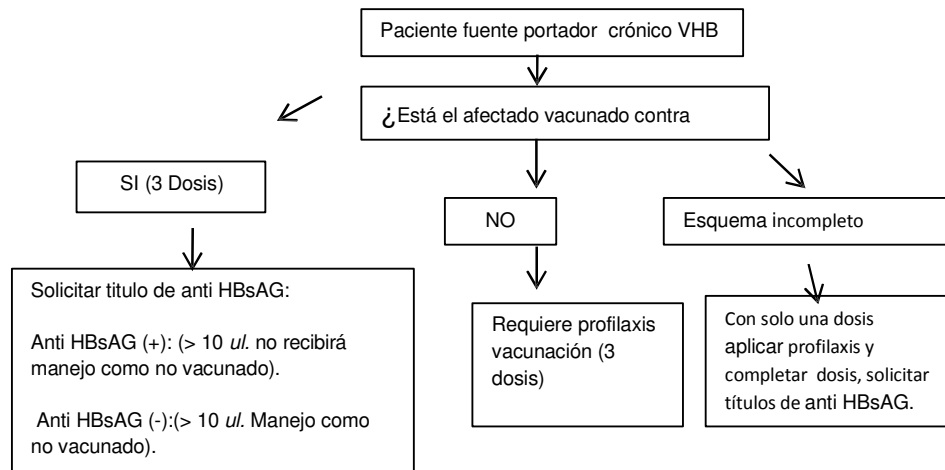 Paciente fuente portador crónico VHB
¿Está el afectado vacunado contra
SI (3 Dosis)
NO
Esquema incompleto
Solicitar titulo de anti HBsAG:
Anti HBsAG (+): (> 10 ul. no recibirá
manejo como no vacunado).
Anti HBsAG (-):(> 10 ul. Manejo como
no vacunado).
Requiere profilaxis
vacunación (3
dosis)
Con solo una dosis
aplicar profilaxis y
completar dosis, solicitar
títulos de anti HBsAG.